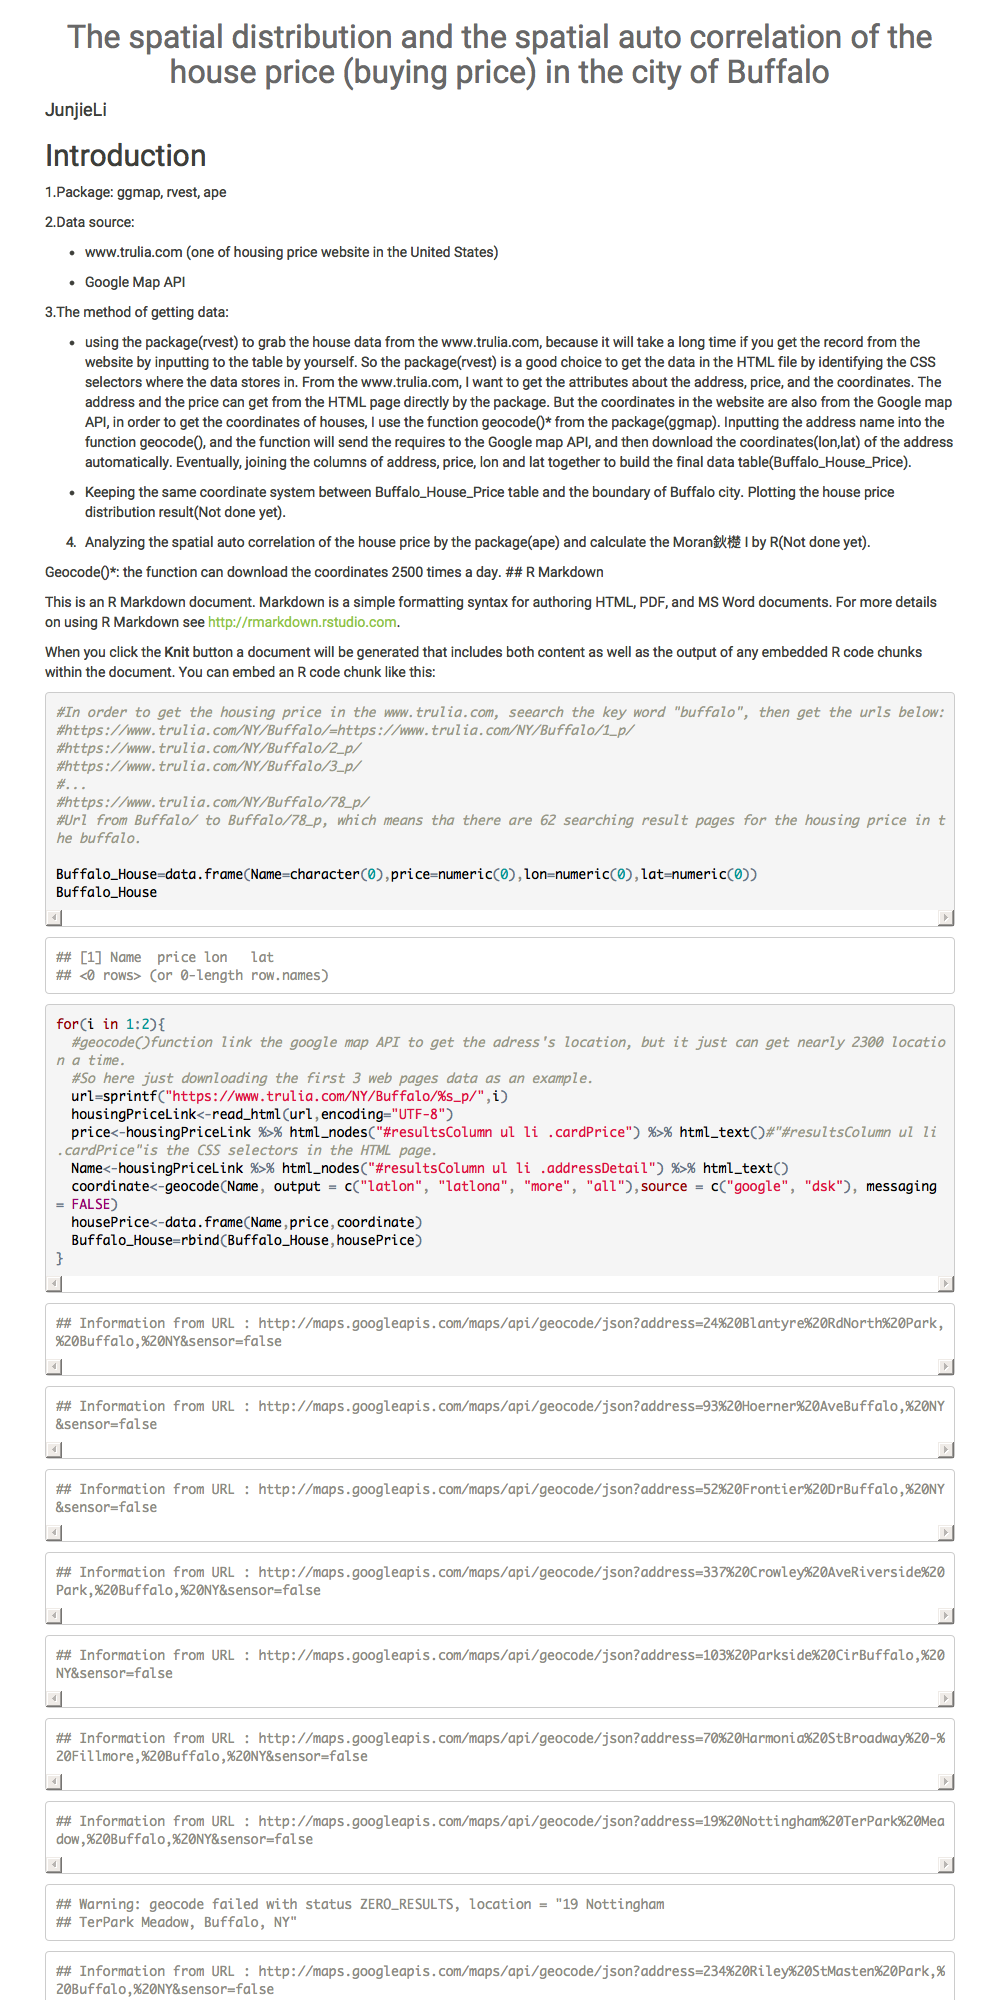 The spatial distribution and the spatial auto correlation of the
house price (buying price) in the city of Buffalo
JunjieLi
Introduction
1.Package: ggmap, rvest, ape
2.Data source:
• www.trulia.com (one of housing price website in the United States)
• Google Map API
3.The method of getting data:
• using the package(rvest) to grab the house data from the www.trulia.com, because it will take a long time if you get the record from the
website by inputting to the table by yourself. So the package(rvest) is a good choice to get the data in the HTML file by identifying the CSS
selectors where the data stores in. From the www.trulia.com, I want to get the attributes about the address, price, and the coordinates. The
address and the price can get from the HTML page directly by the package. But the coordinates in the website are also from the Google map
API, in order to get the coordinates of houses, I use the function geocode()* from the package(ggmap). Inputting the address name into the
function geocode(), and the function will send the requires to the Google map API, and then download the coordinates(lon,lat) of the address
automatically. Eventually, joining the columns of address, price, lon and lat together to build the final data table(Buffalo_House_Price).
• Keeping the same coordinate system between Buffalo_House_Price table and the boundary of Buffalo city. Plotting the house price
distribution result(Not done yet).
4. Analyzing the spatial auto correlation of the house price by the package(ape) and calculate the Moran鈥檚 I by R(Not done yet).
Geocode()*: the function can download the coordinates 2500 times a day. ## R Markdown
This is an R Markdown document. Markdown is a simple formatting syntax for authoring HTML, PDF, and MS Word documents. For more details
on using R Markdown see http://rmarkdown.rstudio.com.
When you click the Knit button a document will be generated that includes both content as well as the output of any embedded R code chunks
within the document. You can embed an R code chunk like this:
#In order to get the housing price in the www.trulia.com, seearch the key word "buffalo", then get the urls below:
#https://www.trulia.com/NY/Buffalo/=https://www.trulia.com/NY/Buffalo/1_p/
#https://www.trulia.com/NY/Buffalo/2_p/
#https://www.trulia.com/NY/Buffalo/3_p/
#...
#https://www.trulia.com/NY/Buffalo/78_p/
#Url from Buffalo/ to Buffalo/78_p, which means tha there are 62 searching result pages for the housing price in t
he buffalo.
Buffalo_House=data.frame(Name=character(0),price=numeric(0),lon=numeric(0),lat=numeric(0))
Buffalo_House
## [1] Name  price lon   lat
## <0 rows> (or 0-length row.names)
for(i in 1:2){
  #geocode()function link the google map API to get the adress's location, but it just can get nearly 2300 locatio
n a time.
  #So here just downloading the first 3 web pages data as an example.
  url=sprintf("https://www.trulia.com/NY/Buffalo/%s_p/",i)
  housingPriceLink<-read_html(url,encoding="UTF-8")
  price<-housingPriceLink %>% html_nodes("#resultsColumn ul li .cardPrice") %>% html_text()#"#resultsColumn ul li
.cardPrice"is the CSS selectors in the HTML page.
  Name<-housingPriceLink %>% html_nodes("#resultsColumn ul li .addressDetail") %>% html_text()
  coordinate<-geocode(Name, output = c("latlon", "latlona", "more", "all"),source = c("google", "dsk"), messaging
= FALSE)
  housePrice<-data.frame(Name,price,coordinate)
  Buffalo_House=rbind(Buffalo_House,housePrice)
}
## Information from URL : http://maps.googleapis.com/maps/api/geocode/json?address=24%20Blantyre%20RdNorth%20Park,
%20Buffalo,%20NY&sensor=false
## Information from URL : http://maps.googleapis.com/maps/api/geocode/json?address=93%20Hoerner%20AveBuffalo,%20NY
&sensor=false
## Information from URL : http://maps.googleapis.com/maps/api/geocode/json?address=52%20Frontier%20DrBuffalo,%20NY
&sensor=false
## Information from URL : http://maps.googleapis.com/maps/api/geocode/json?address=337%20Crowley%20AveRiverside%20
Park,%20Buffalo,%20NY&sensor=false
## Information from URL : http://maps.googleapis.com/maps/api/geocode/json?address=103%20Parkside%20CirBuffalo,%20
NY&sensor=false
## Information from URL : http://maps.googleapis.com/maps/api/geocode/json?address=70%20Harmonia%20StBroadway%20-%
20Fillmore,%20Buffalo,%20NY&sensor=false
## Information from URL : http://maps.googleapis.com/maps/api/geocode/json?address=19%20Nottingham%20TerPark%20Mea
dow,%20Buffalo,%20NY&sensor=false
## Warning: geocode failed with status ZERO_RESULTS, location = "19 Nottingham
## TerPark Meadow, Buffalo, NY"
## Information from URL : http://maps.googleapis.com/maps/api/geocode/json?address=234%20Riley%20StMasten%20Park,%
20Buffalo,%20NY&sensor=false